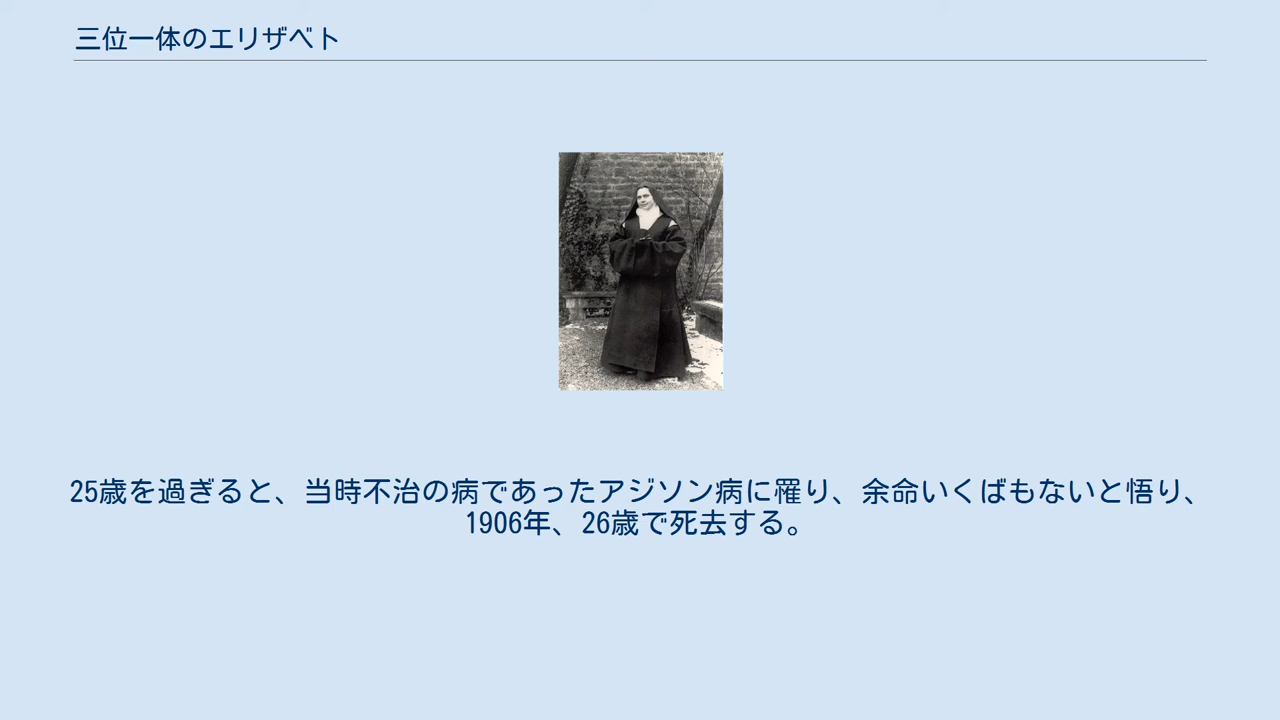 三位一体のエリザベト
25歳を過ぎると、当時不治の病であったアジソン病に罹り、余命いくばもないと悟り、
1906年、26歳で死去する。